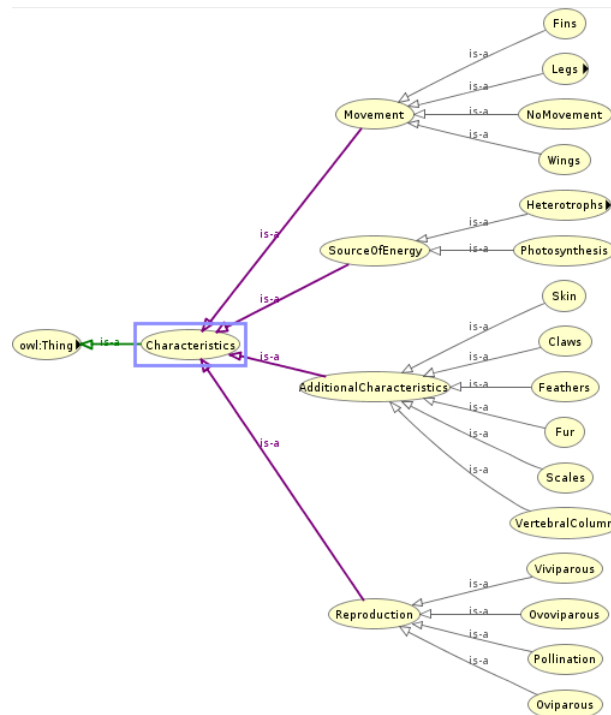 Fins
is-a
Legs
is-a
Movement
is-a
NoMovement
is-a
Wings
Heterotrophs
is-a
is-a
SourceOfEnergy
is-a
Photosynthesis
Skin
is-a
is-a
owl:Thing
is-a
Characteristics
Claws
is-a
is-a
AdditionalCharacteristics
is-a
Feathers
is-a
Fur
is-a
is-a
Scales
is-a
VertebralColumn
Viviparous
is-a
Reproduction
is-a
Ovoviparous
is-a
Pollination
is-a
Oviparous